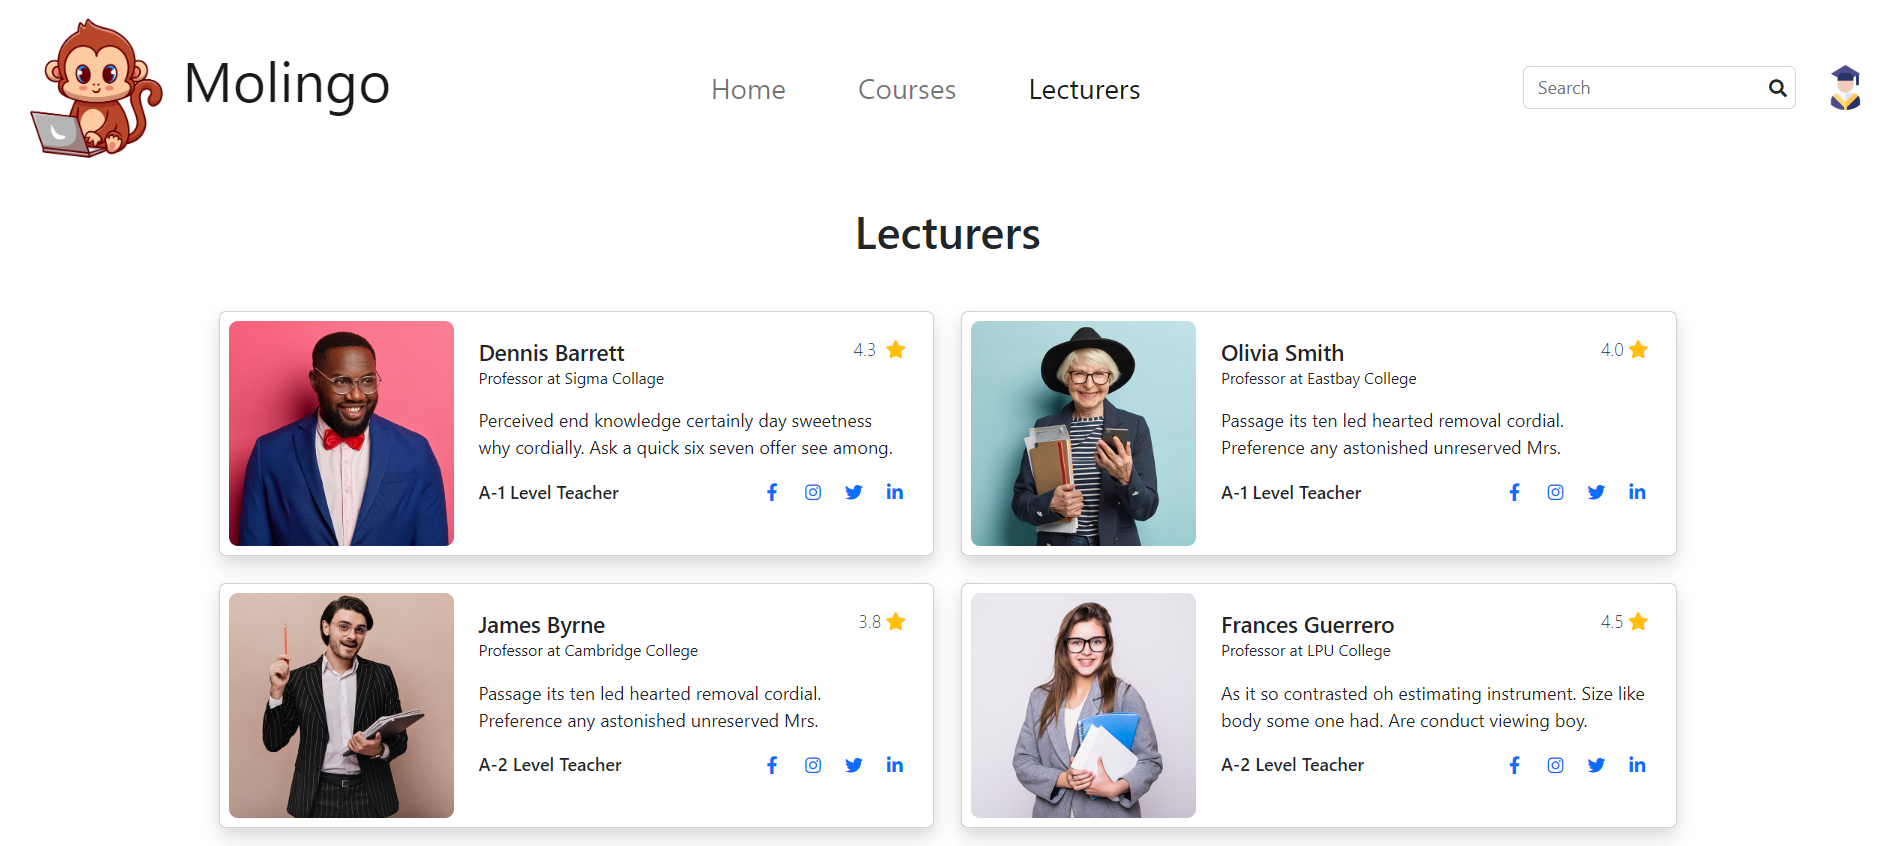 Molingo
Home
Courses
Lecturers
Search
Lecturers
Dennis Barrett
4.3
Professor at Sigma Collage
Perceived end knowledge certainly day sweetness
why cordially. Ask a quick six seven offer see among.
A-1 Level Teacher
Olivia Smith
4.0
Professor at Eastbay College
Passage its ten led hearted removal cordial.
Preference any astonished unreserved Mrs.
A-1 Level Teacher
James Byrne
3.8
Professor at Cambridge College
Passage its ten led hearted removal cordial.
Preference any astonished unreserved Mrs.
A-2 Level Teacher
Frances Guerrero
4.5
Professor at LPU College
As it so contrasted oh estimating instrument. Size like
body some one had. Are conduct viewing boy.
A-2 Level Teacher